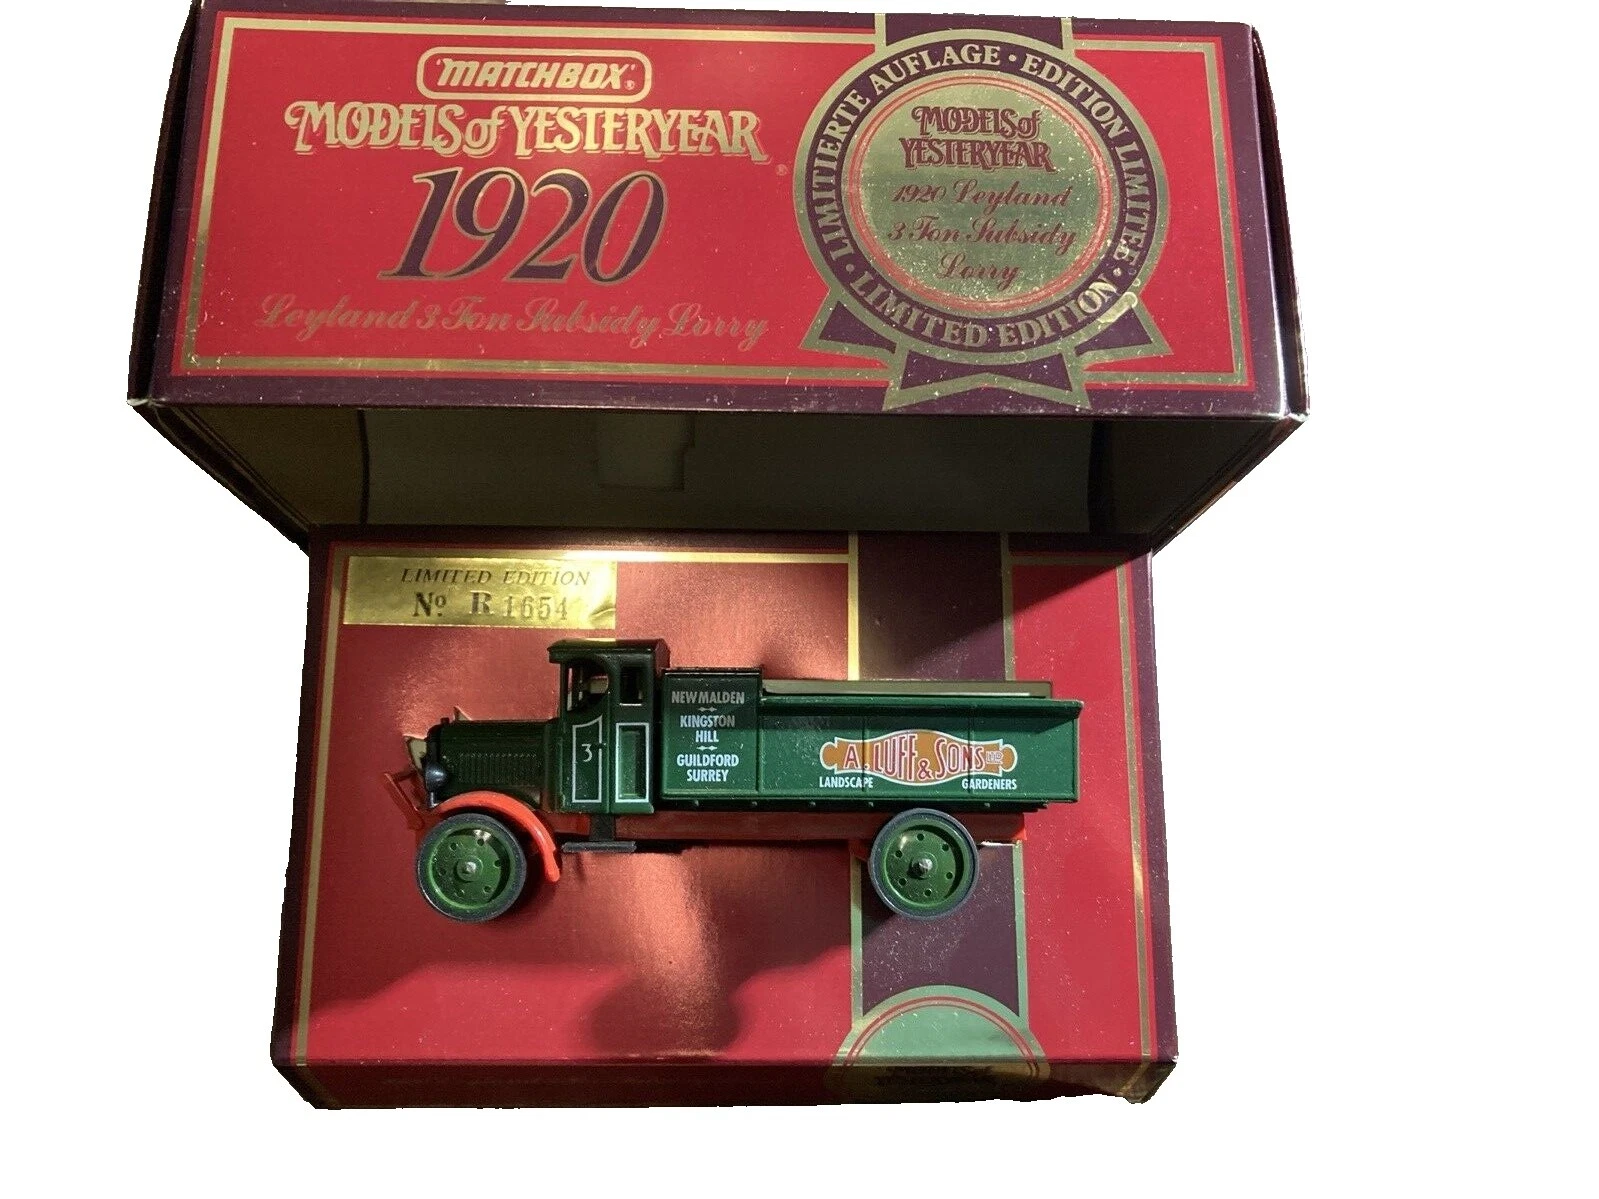 'MATCHBOX'®
MODELS of YESTERYEAR®
1920
Leyland 3 Ton Subsidy Lorry
LIMITIERTE AUFLAGE · EDITION LIMITEE · LIMITED EDITION ·
MODELS of
YESTERYEAR
1920 Leyland
3 Ton Subsidy
Lorry
LIMITED EDITION
No R 1654
3
NEW MALDEN
KINGSTON
HILL
GUILDFORD
SURREY
A. LUFF & SONS LTD
LANDSCAPE GARDENERS